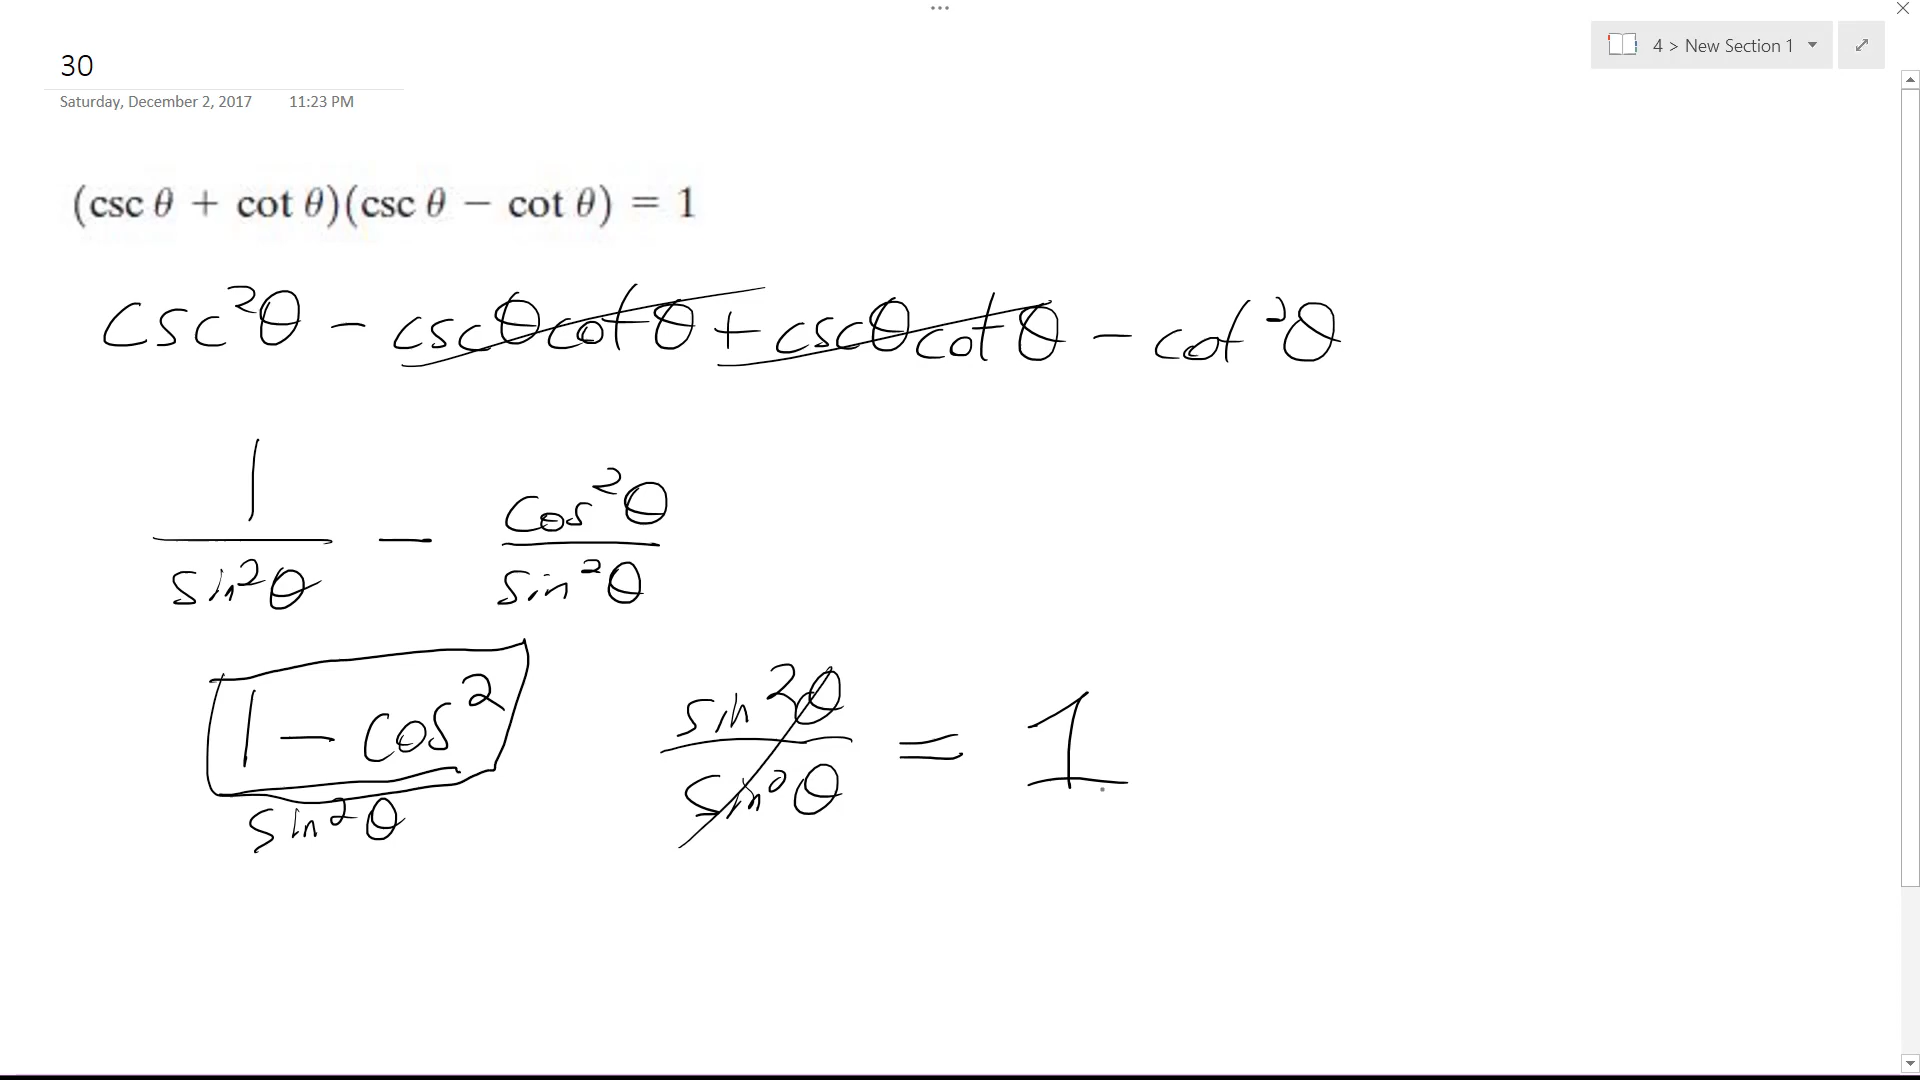 4 > New Section 1
30
Saturday, December 2, 2017 11:23 PM
(csc θ + cot θ)(csc θ − cot θ) = 1
csc²θ − cscθcotθ + cscθcotθ − cot²θ
1/sin²θ − cos²θ/sin²θ
1 − cos²/sin²θ sin²θ/sin²θ = 1